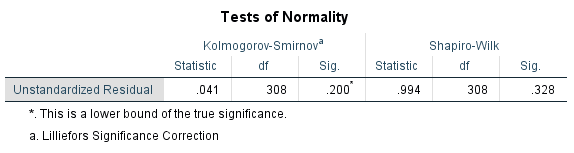 Tests of Normality
Kolmogorov-Smirnovᵃ Shapiro-Wilk
Statistic df Sig. Statistic df Sig.
Unstandardized Residual .041 308 .200* .994 308 .328
*. This is a lower bound of the true significance.
a. Lilliefors Significance Correction